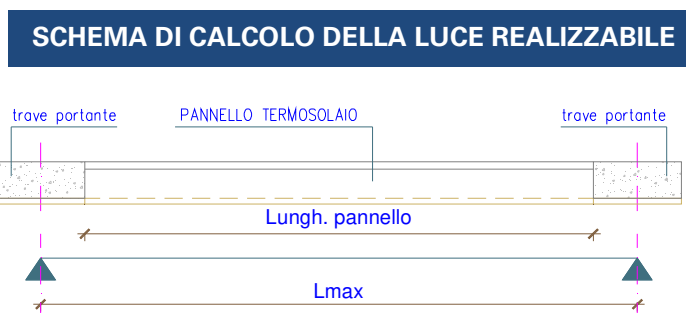 SCHEMA DI CALCOLO DELLA LUCE REALIZZABILE
trave portante PANNELLO TERMOSOLAIO trave portante
Lungh. pannello
Lmax